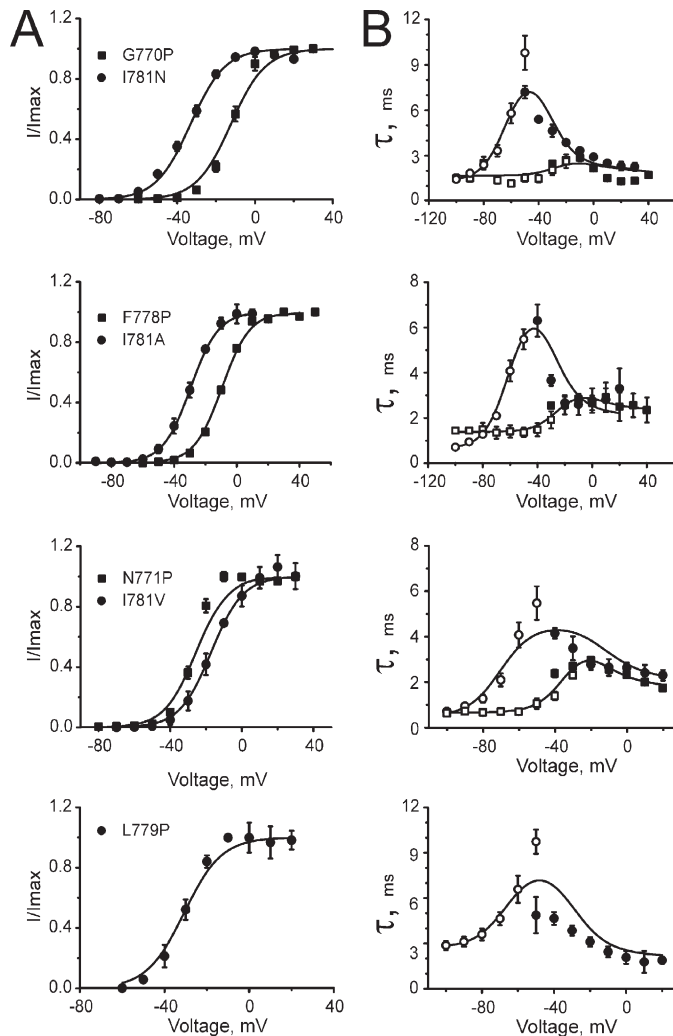 A
B
1.2
0.8
0.4
0.0
I/Imax
G770P
I781N
-80
-40
0
40
Voltage, mV
12
9
6
3
0
τ, ms
-120
-80
-40
0
40
Voltage, mV
1.2
0.8
0.4
0.0
I/Imax
F778P
I781A
-80
-40
0
40
Voltage, mV
8
6
4
2
0
τ, ms
-120
-80
-40
0
40
Voltage, mV
1.2
0.8
0.4
0.0
I/Imax
N771P
I781V
-80
-40
0
40
Voltage, mV
8
6
4
2
0
τ, ms
-80
-40
0
Voltage, mV
1.2
0.8
0.4
0.0
I/Imax
L779P
-80
-40
0
40
Voltage, mV
12
9
6
3
0
τ, ms
-80
-40
0
Voltage, mV